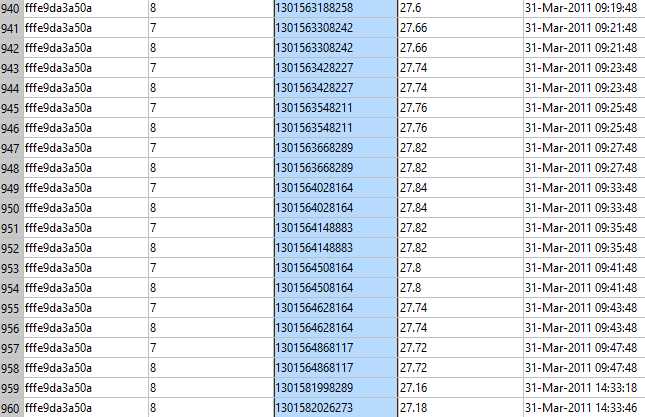 940 fffe9da3a50a 8 1301563188258 27.6 31-Mar-2011 09:19:48
941 fffe9da3a50a 7 1301563308242 27.66 31-Mar-2011 09:21:48
942 fffe9da3a50a 8 1301563308242 27.66 31-Mar-2011 09:21:48
943 fffe9da3a50a 7 1301563428227 27.74 31-Mar-2011 09:23:48
944 fffe9da3a50a 8 1301563428227 27.74 31-Mar-2011 09:23:48
945 fffe9da3a50a 7 1301563548211 27.76 31-Mar-2011 09:25:48
946 fffe9da3a50a 8 1301563548211 27.76 31-Mar-2011 09:25:48
947 fffe9da3a50a 7 1301563668289 27.82 31-Mar-2011 09:27:48
948 fffe9da3a50a 8 1301563668289 27.82 31-Mar-2011 09:27:48
949 fffe9da3a50a 7 1301564028164 27.84 31-Mar-2011 09:33:48
950 fffe9da3a50a 8 1301564028164 27.84 31-Mar-2011 09:33:48
951 fffe9da3a50a 7 1301564148883 27.82 31-Mar-2011 09:35:48
952 fffe9da3a50a 8 1301564148883 27.82 31-Mar-2011 09:35:48
953 fffe9da3a50a 7 1301564508164 27.8 31-Mar-2011 09:41:48
954 fffe9da3a50a 8 1301564508164 27.8 31-Mar-2011 09:41:48
955 fffe9da3a50a 7 1301564628164 27.74 31-Mar-2011 09:43:48
956 fffe9da3a50a 8 1301564628164 27.74 31-Mar-2011 09:43:48
957 fffe9da3a50a 7 1301564868117 27.72 31-Mar-2011 09:47:48
958 fffe9da3a50a 8 1301564868117 27.72 31-Mar-2011 09:47:48
959 fffe9da3a50a 8 1301581998289 27.16 31-Mar-2011 14:33:18
960 fffe9da3a50a 8 1301582026273 27.18 31-Mar-2011 14:33:46